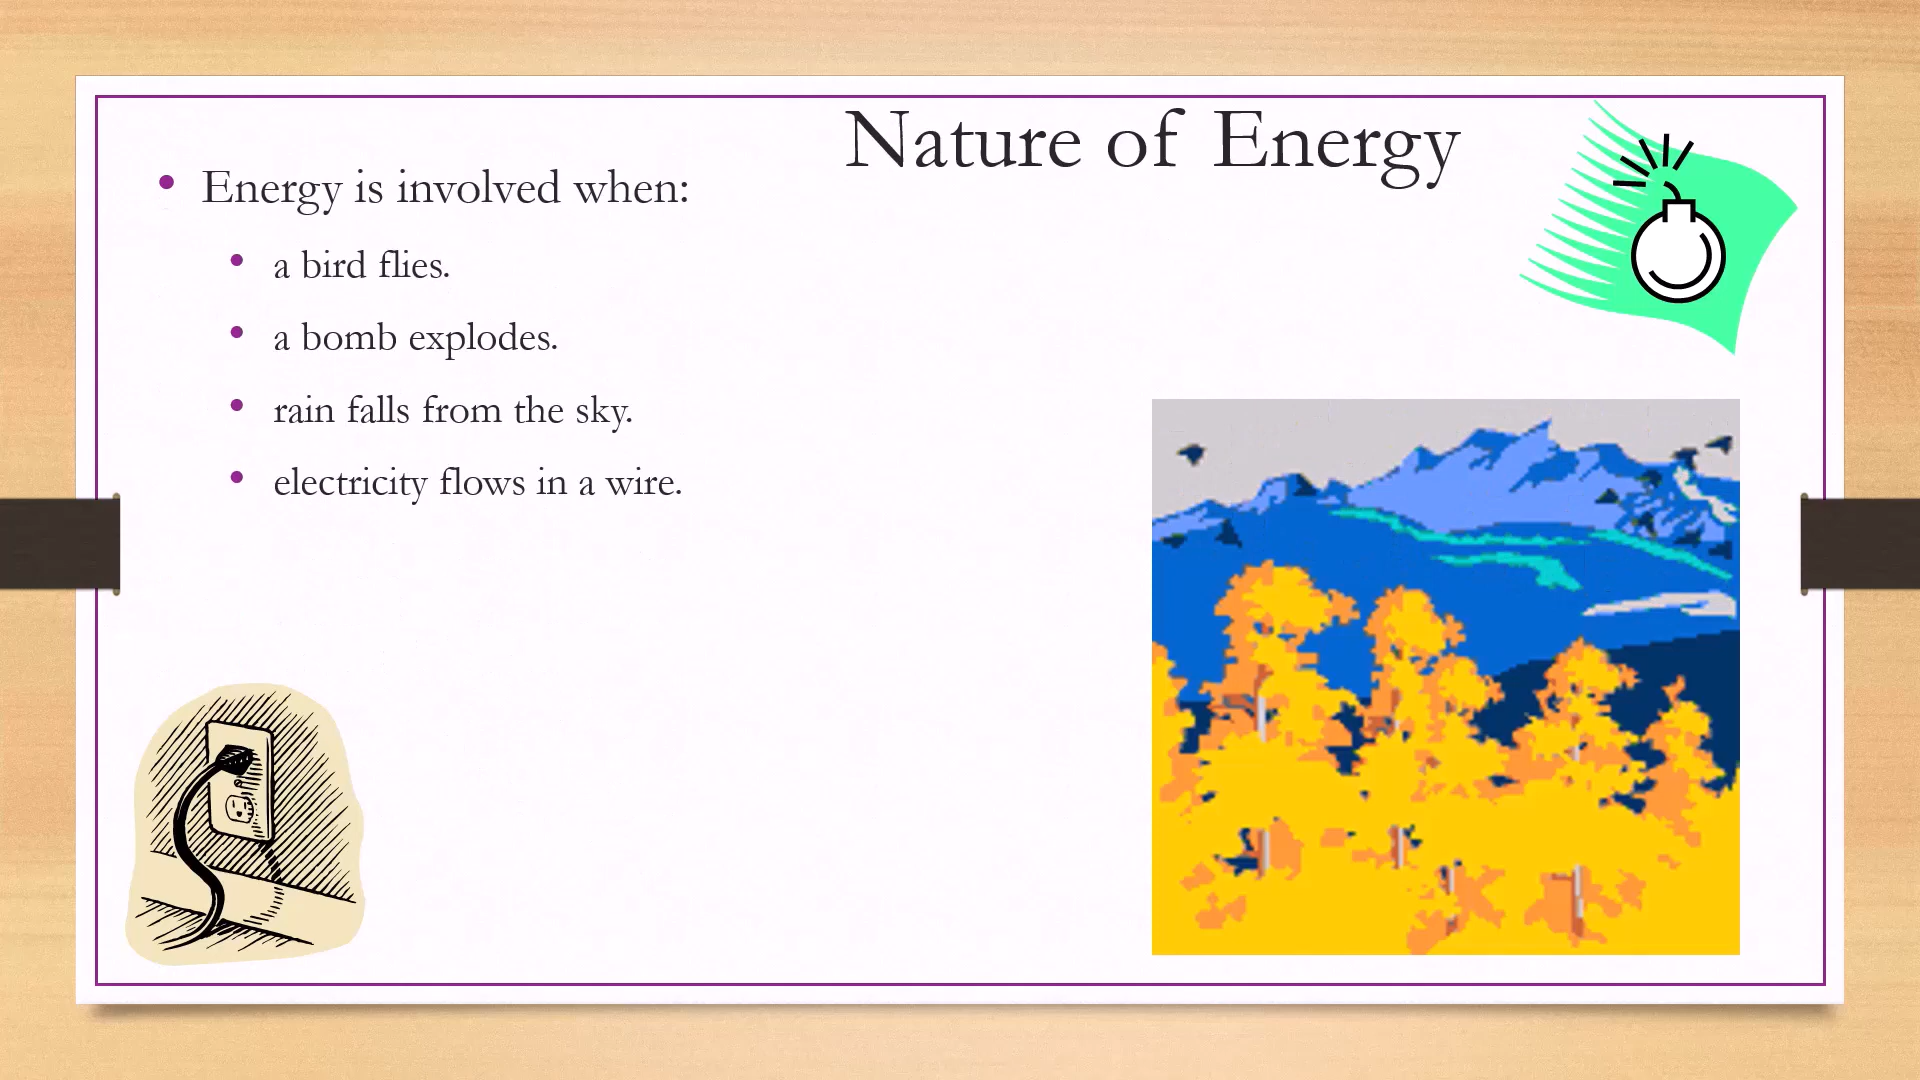 Nature of Energy
Energy is involved when:
a bird flies.
a bomb explodes.
rain falls from the sky.
electricity flows in a wire.